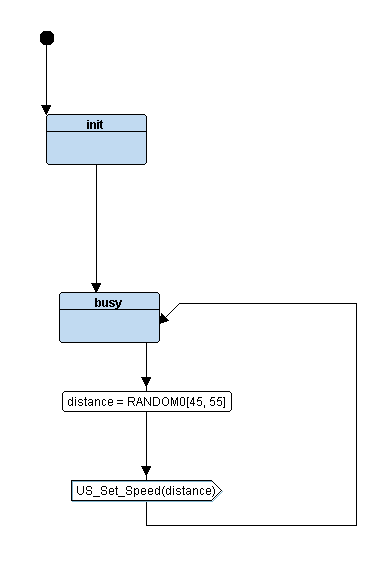 init
busy
distance = RANDOM0[45, 55]
US_Set_Speed(distance)